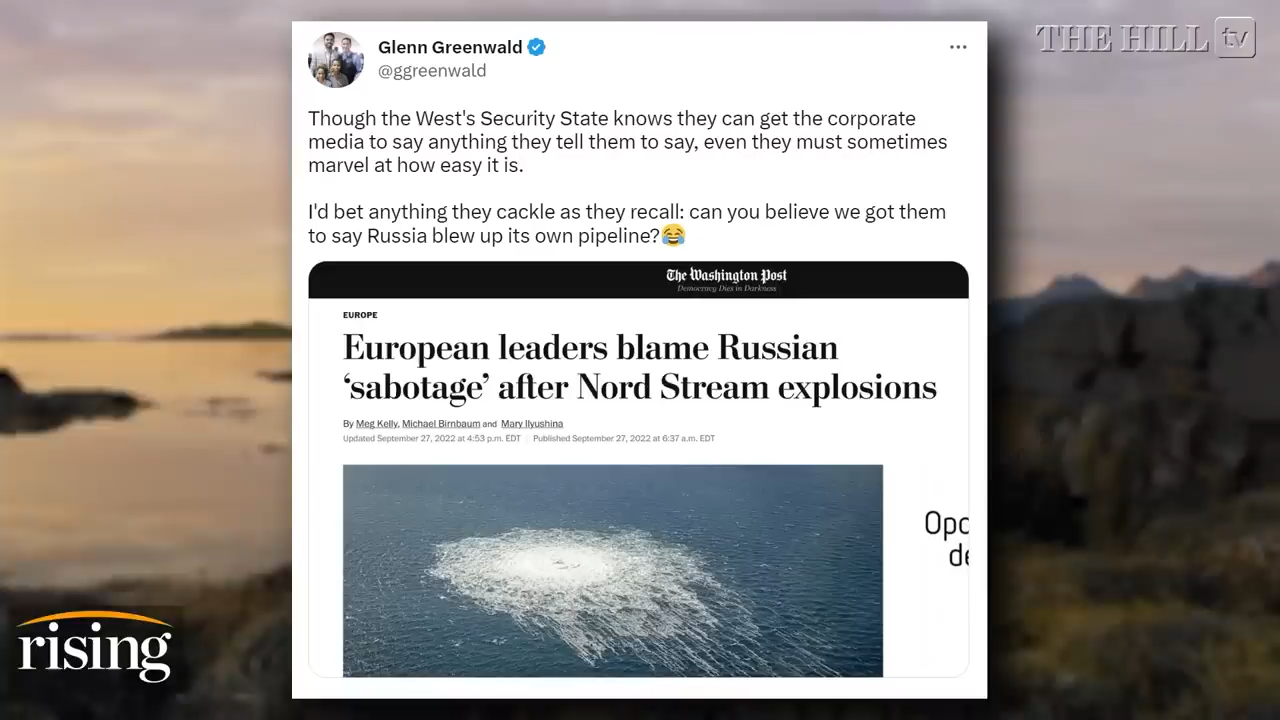 THE HILL tv
Glenn Greenwald
@ggreenwald
Though the West's Security State knows they can get the corporate
media to say anything they tell them to say, even they must sometimes
marvel at how easy it is.
I'd bet anything they cackle as they recall: can you believe we got them
to say Russia blew up its own pipeline?😂
The Washington Post
Democracy Dies in Darkness
EUROPE
European leaders blame Russian
‘sabotage’ after Nord Stream explosions
By Meg Kelly, Michael Birnbaum and Mary Ilyushina
Updated September 27, 2022 at 4:53 p.m. EDT | Published September 27, 2022 at 6:37 a.m. EDT
rising